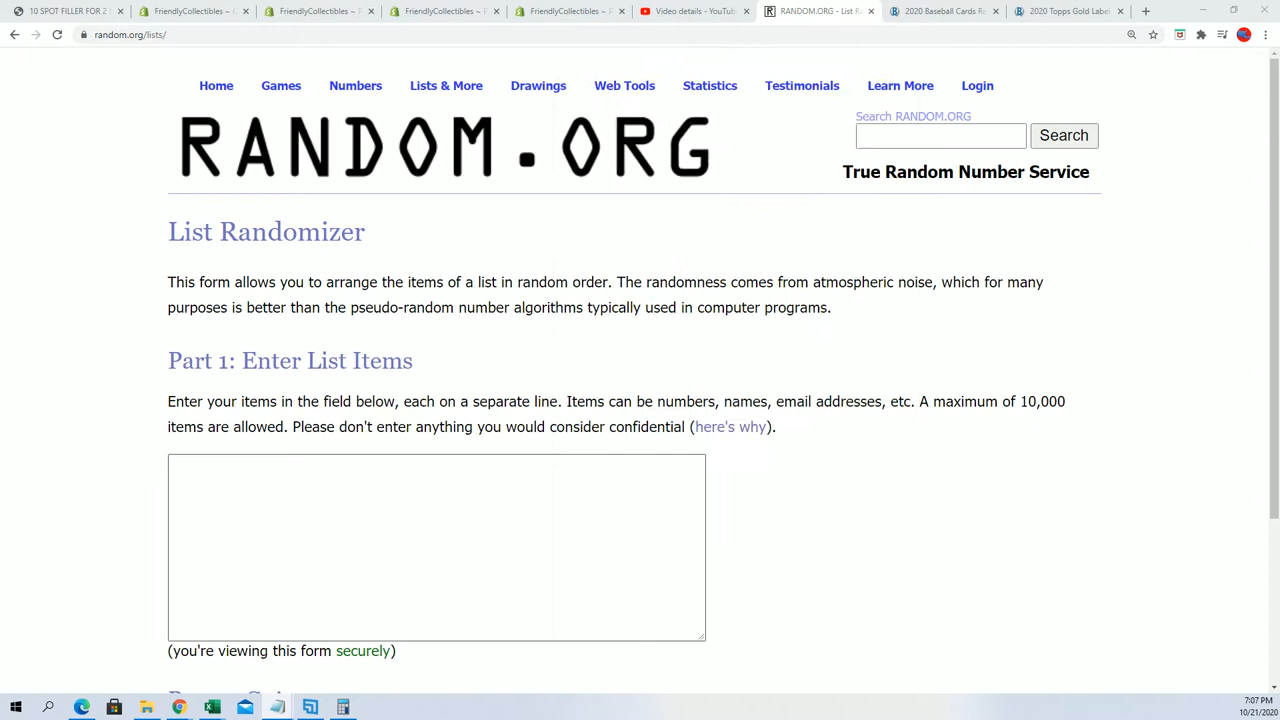 10 SPOT FILLER FOR 2
FriendlyCollectibles ~
FriendlyCollectibles ~
FriendlyCollectibles ~
FriendlyCollectibles ~
Video details - YouTub
RANDOM.ORG - List R
2020 Baseball Cards Re
2020 Topps Gold Label
random.org/lists/
Home Games Numbers Lists & More Drawings Web Tools Statistics Testimonials Learn More Login
RANDOM.ORG
Search RANDOM.ORG
Search
True Random Number Service
List Randomizer
This form allows you to arrange the items of a list in random order. The randomness comes from atmospheric noise, which for many
purposes is better than the pseudo-random number algorithms typically used in computer programs.
Part 1: Enter List Items
Enter your items in the field below, each on a separate line. Items can be numbers, names, email addresses, etc. A maximum of 10,000
items are allowed. Please don't enter anything you would consider confidential (here's why).
(you're viewing this form securely)
7:07 PM
10/21/2020